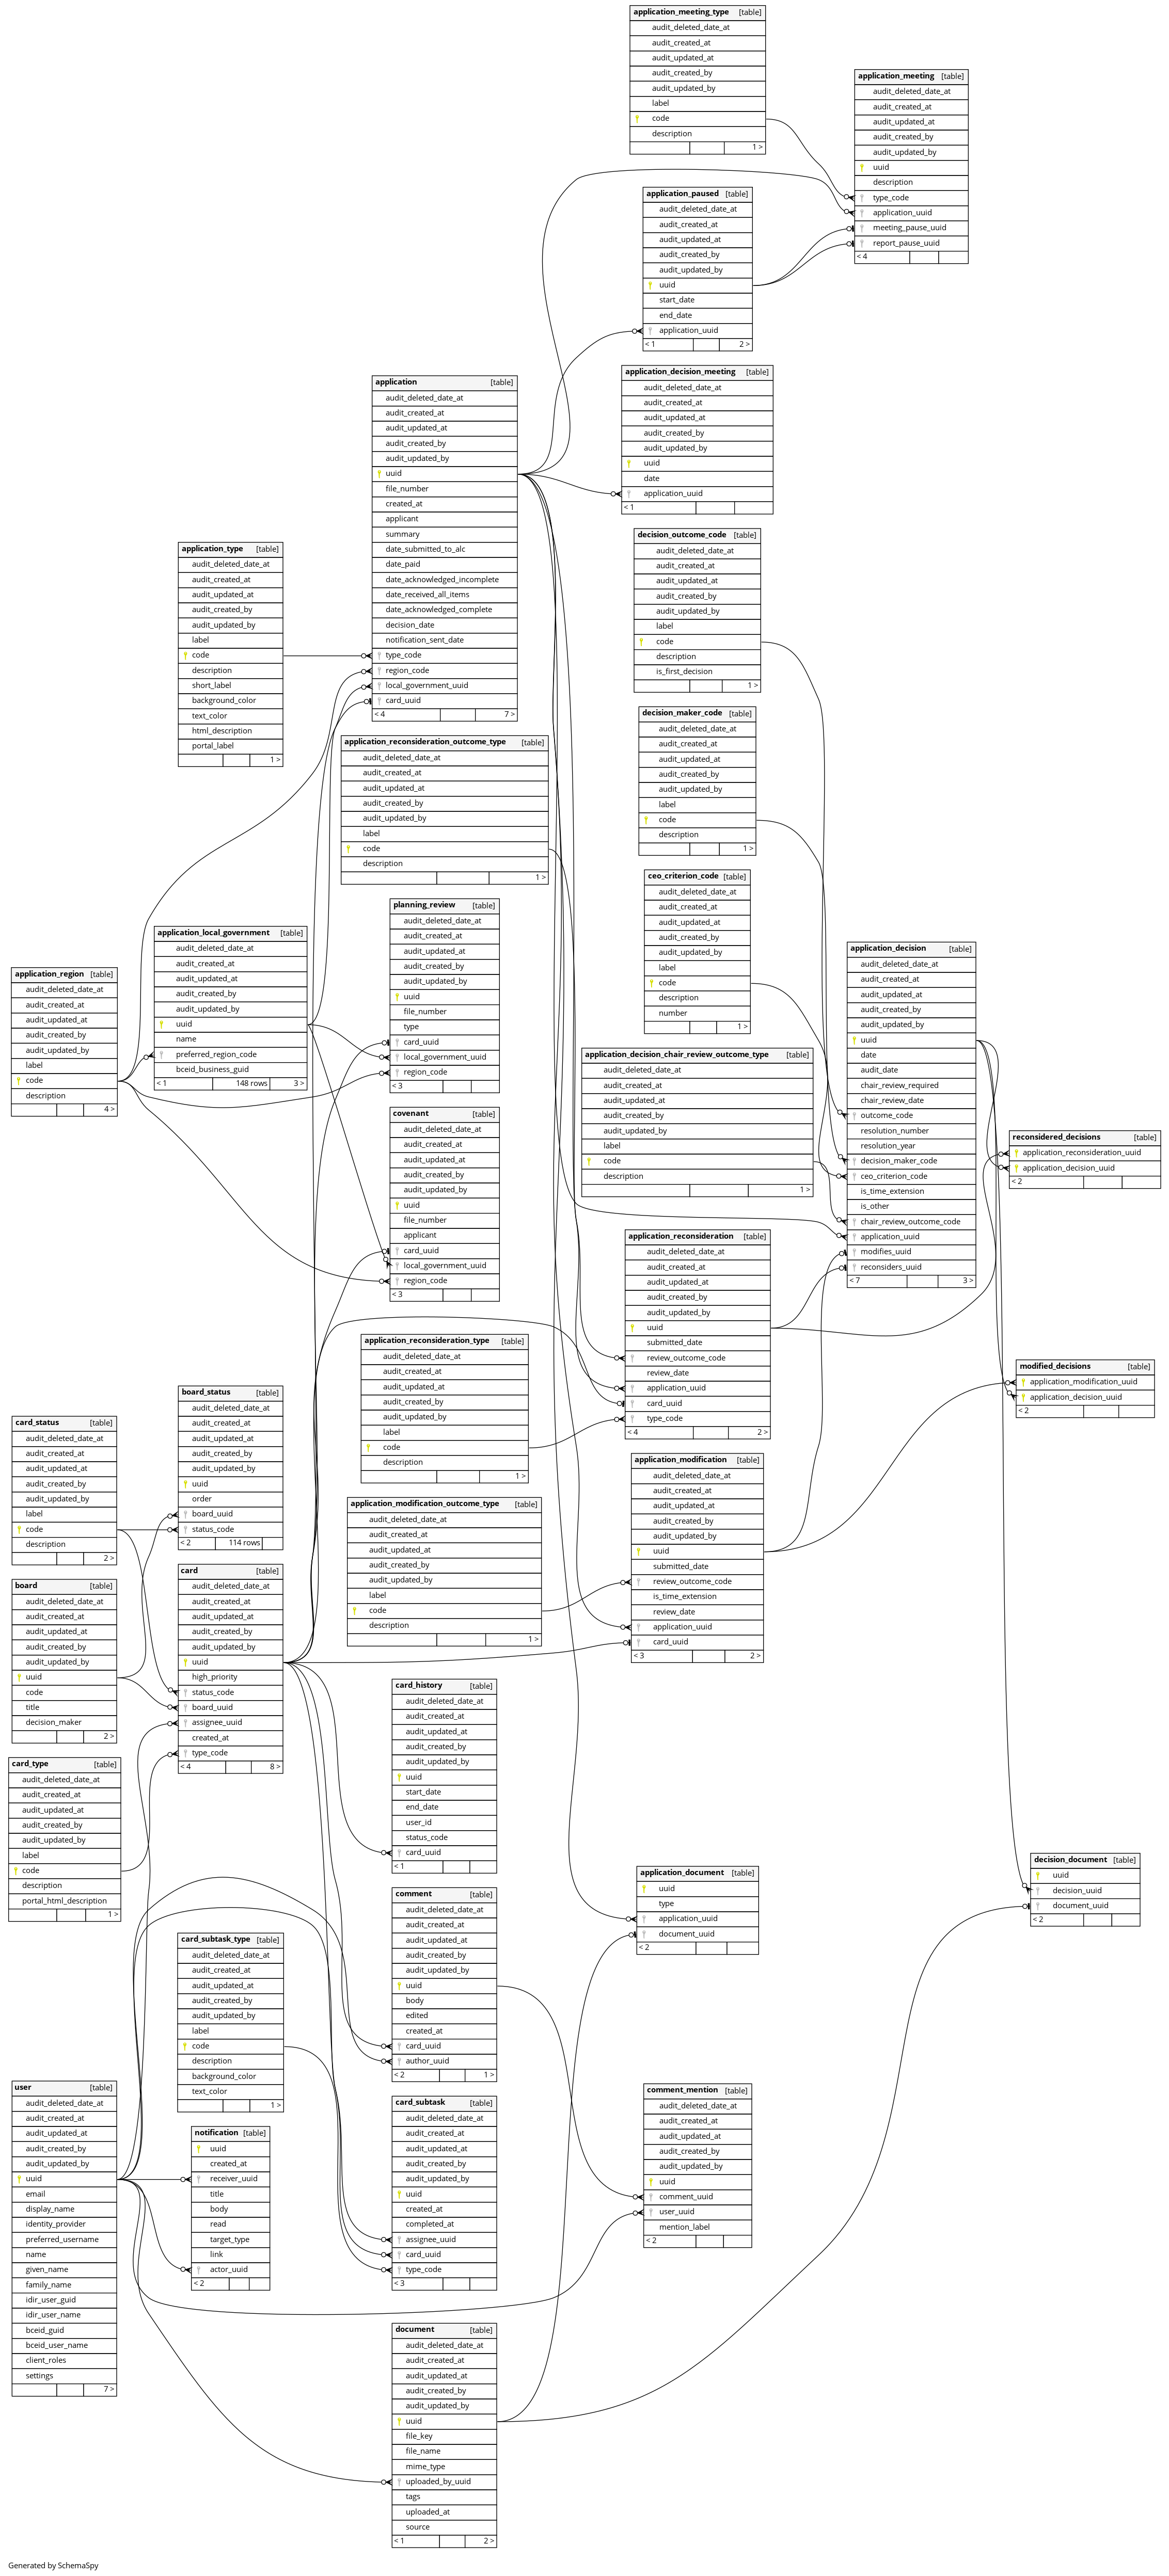 application_meeting_type [table]
audit_deleted_date_at
audit_created_at
audit_updated_at
audit_created_by
audit_updated_by
label
code
description
1 >
application_meeting [table]
audit_deleted_date_at
audit_created_at
audit_updated_at
audit_created_by
audit_updated_by
uuid
description
type_code
application_uuid
meeting_pause_uuid
report_pause_uuid
< 4
application_paused [table]
audit_deleted_date_at
audit_created_at
audit_updated_at
audit_created_by
audit_updated_by
uuid
start_date
end_date
application_uuid
< 1 2 >
application_decision_meeting [table]
audit_deleted_date_at
audit_created_at
audit_updated_at
audit_created_by
audit_updated_by
uuid
date
application_uuid
< 1
application [table]
audit_deleted_date_at
audit_created_at
audit_updated_at
audit_created_by
audit_updated_by
uuid
file_number
created_at
applicant
summary
date_submitted_to_alc
date_paid
date_acknowledged_incomplete
date_received_all_items
date_acknowledged_complete
decision_date
notification_sent_date
type_code
region_code
local_government_uuid
card_uuid
< 4 7 >
decision_outcome_code [table]
audit_deleted_date_at
audit_created_at
audit_updated_at
audit_created_by
audit_updated_by
label
code
description
is_first_decision
1 >
application_type [table]
audit_deleted_date_at
audit_created_at
audit_updated_at
audit_created_by
audit_updated_by
label
code
description
short_label
background_color
text_color
html_description
portal_label
1 >
decision_maker_code [table]
audit_deleted_date_at
audit_created_at
audit_updated_at
audit_created_by
audit_updated_by
label
code
description
1 >
application_reconsideration_outcome_type [table]
audit_deleted_date_at
audit_created_at
audit_updated_at
audit_created_by
audit_updated_by
label
code
description
1 >
ceo_criterion_code [table]
audit_deleted_date_at
audit_created_at
audit_updated_at
audit_created_by
audit_updated_by
label
code
description
number
1 >
planning_review [table]
audit_deleted_date_at
audit_created_at
audit_updated_at
audit_created_by
audit_updated_by
uuid
file_number
type
card_uuid
local_government_uuid
region_code
< 3
application_local_government [table]
audit_deleted_date_at
audit_created_at
audit_updated_at
audit_created_by
audit_updated_by
uuid
name
preferred_region_code
bceid_business_guid
< 1 148 rows 3 >
application_region [table]
audit_deleted_date_at
audit_created_at
audit_updated_at
audit_created_by
audit_updated_by
label
code
description
4 >
application_decision [table]
audit_deleted_date_at
audit_created_at
audit_updated_at
audit_created_by
audit_updated_by
uuid
date
audit_date
chair_review_required
chair_review_date
outcome_code
resolution_number
resolution_year
decision_maker_code
ceo_criterion_code
is_time_extension
is_other
chair_review_outcome_code
application_uuid
modifies_uuid
reconsiders_uuid
< 7 3 >
application_decision_chair_review_outcome_type [table]
audit_deleted_date_at
audit_created_at
audit_updated_at
audit_created_by
audit_updated_by
label
code
description
1 >
covenant [table]
audit_deleted_date_at
audit_created_at
audit_updated_at
audit_created_by
audit_updated_by
uuid
file_number
applicant
card_uuid
local_government_uuid
region_code
< 3
reconsidered_decisions [table]
application_reconsideration_uuid
application_decision_uuid
< 2
application_reconsideration [table]
audit_deleted_date_at
audit_created_at
audit_updated_at
audit_created_by
audit_updated_by
uuid
submitted_date
review_outcome_code
review_date
application_uuid
card_uuid
type_code
< 4 2 >
application_reconsideration_type [table]
audit_deleted_date_at
audit_created_at
audit_updated_at
audit_created_by
audit_updated_by
label
code
description
1 >
modified_decisions [table]
application_modification_uuid
application_decision_uuid
< 2
board_status [table]
audit_deleted_date_at
audit_created_at
audit_updated_at
audit_created_by
audit_updated_by
uuid
order
board_uuid
status_code
< 2 114 rows
card_status [table]
audit_deleted_date_at
audit_created_at
audit_updated_at
audit_created_by
audit_updated_by
label
code
description
2 >
application_modification [table]
audit_deleted_date_at
audit_created_at
audit_updated_at
audit_created_by
audit_updated_by
uuid
submitted_date
review_outcome_code
is_time_extension
review_date
application_uuid
card_uuid
< 3 2 >
application_modification_outcome_type [table]
audit_deleted_date_at
audit_created_at
audit_updated_at
audit_created_by
audit_updated_by
label
code
description
1 >
card [table]
audit_deleted_date_at
audit_created_at
audit_updated_at
audit_created_by
audit_updated_by
uuid
high_priority
status_code
board_uuid
assignee_uuid
created_at
type_code
< 4 8 >
board [table]
audit_deleted_date_at
audit_created_at
audit_updated_at
audit_created_by
audit_updated_by
uuid
code
title
decision_maker
2 >
card_history [table]
audit_deleted_date_at
audit_created_at
audit_updated_at
audit_created_by
audit_updated_by
uuid
start_date
end_date
user_id
status_code
card_uuid
< 1
card_type [table]
audit_deleted_date_at
audit_created_at
audit_updated_at
audit_created_by
audit_updated_by
label
code
description
portal_html_description
1 >
decision_document [table]
uuid
decision_uuid
document_uuid
< 2
application_document [table]
uuid
type
application_uuid
document_uuid
< 2
comment [table]
audit_deleted_date_at
audit_created_at
audit_updated_at
audit_created_by
audit_updated_by
uuid
body
edited
created_at
card_uuid
author_uuid
< 2 1 >
card_subtask_type [table]
audit_deleted_date_at
audit_created_at
audit_updated_at
audit_created_by
audit_updated_by
label
code
description
background_color
text_color
1 >
user [table]
audit_deleted_date_at
audit_created_at
audit_updated_at
audit_created_by
audit_updated_by
uuid
email
display_name
identity_provider
preferred_username
name
given_name
family_name
idir_user_guid
idir_user_name
bceid_guid
bceid_user_name
client_roles
settings
7 >
comment_mention [table]
audit_deleted_date_at
audit_created_at
audit_updated_at
audit_created_by
audit_updated_by
uuid
comment_uuid
user_uuid
mention_label
< 2
card_subtask [table]
audit_deleted_date_at
audit_created_at
audit_updated_at
audit_created_by
audit_updated_by
uuid
created_at
completed_at
assignee_uuid
card_uuid
type_code
< 3
notification [table]
uuid
created_at
receiver_uuid
title
body
read
target_type
link
actor_uuid
< 2
document [table]
audit_deleted_date_at
audit_created_at
audit_updated_at
audit_created_by
audit_updated_by
uuid
file_key
file_name
mime_type
uploaded_by_uuid
tags
uploaded_at
source
< 1 2 >
Generated by SchemaSpy